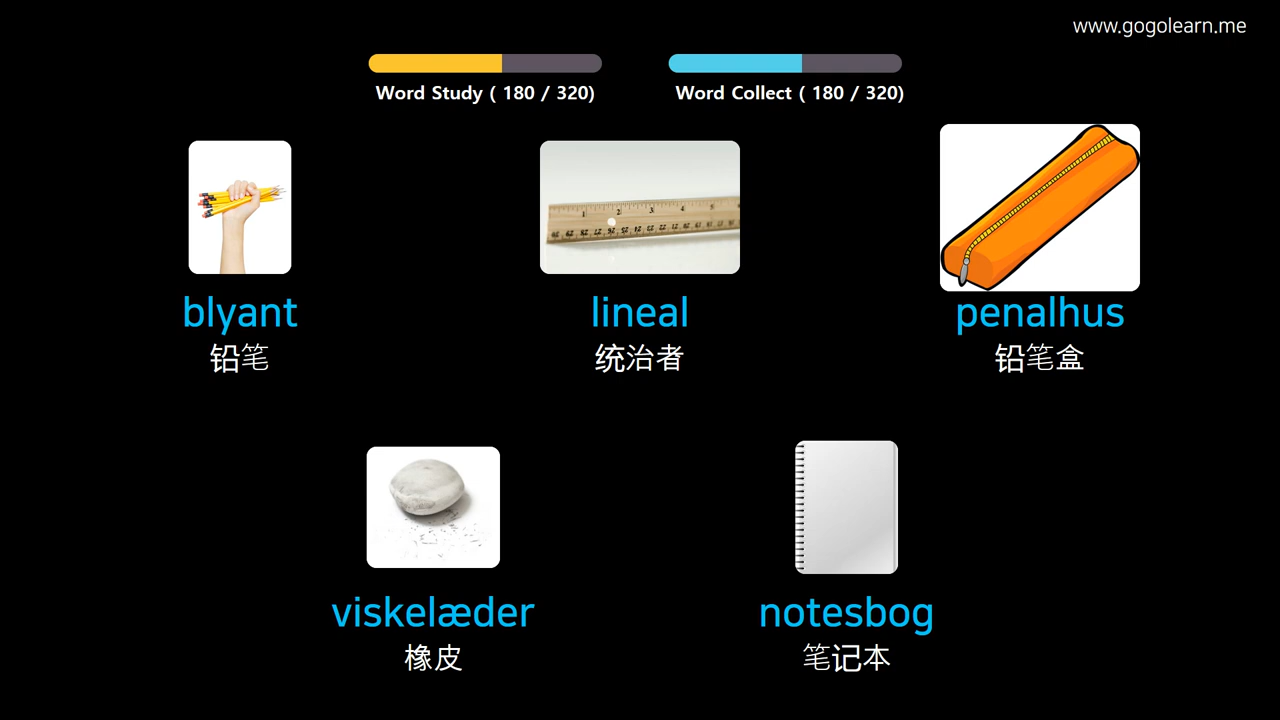 www.gogolearn.me
Word Study ( 180 / 320)
Word Collect ( 180 / 320)
blyant
铅笔
lineal
统治者
penalhus
铅笔盒
viskelæder
橡皮
notesbog
笔记本